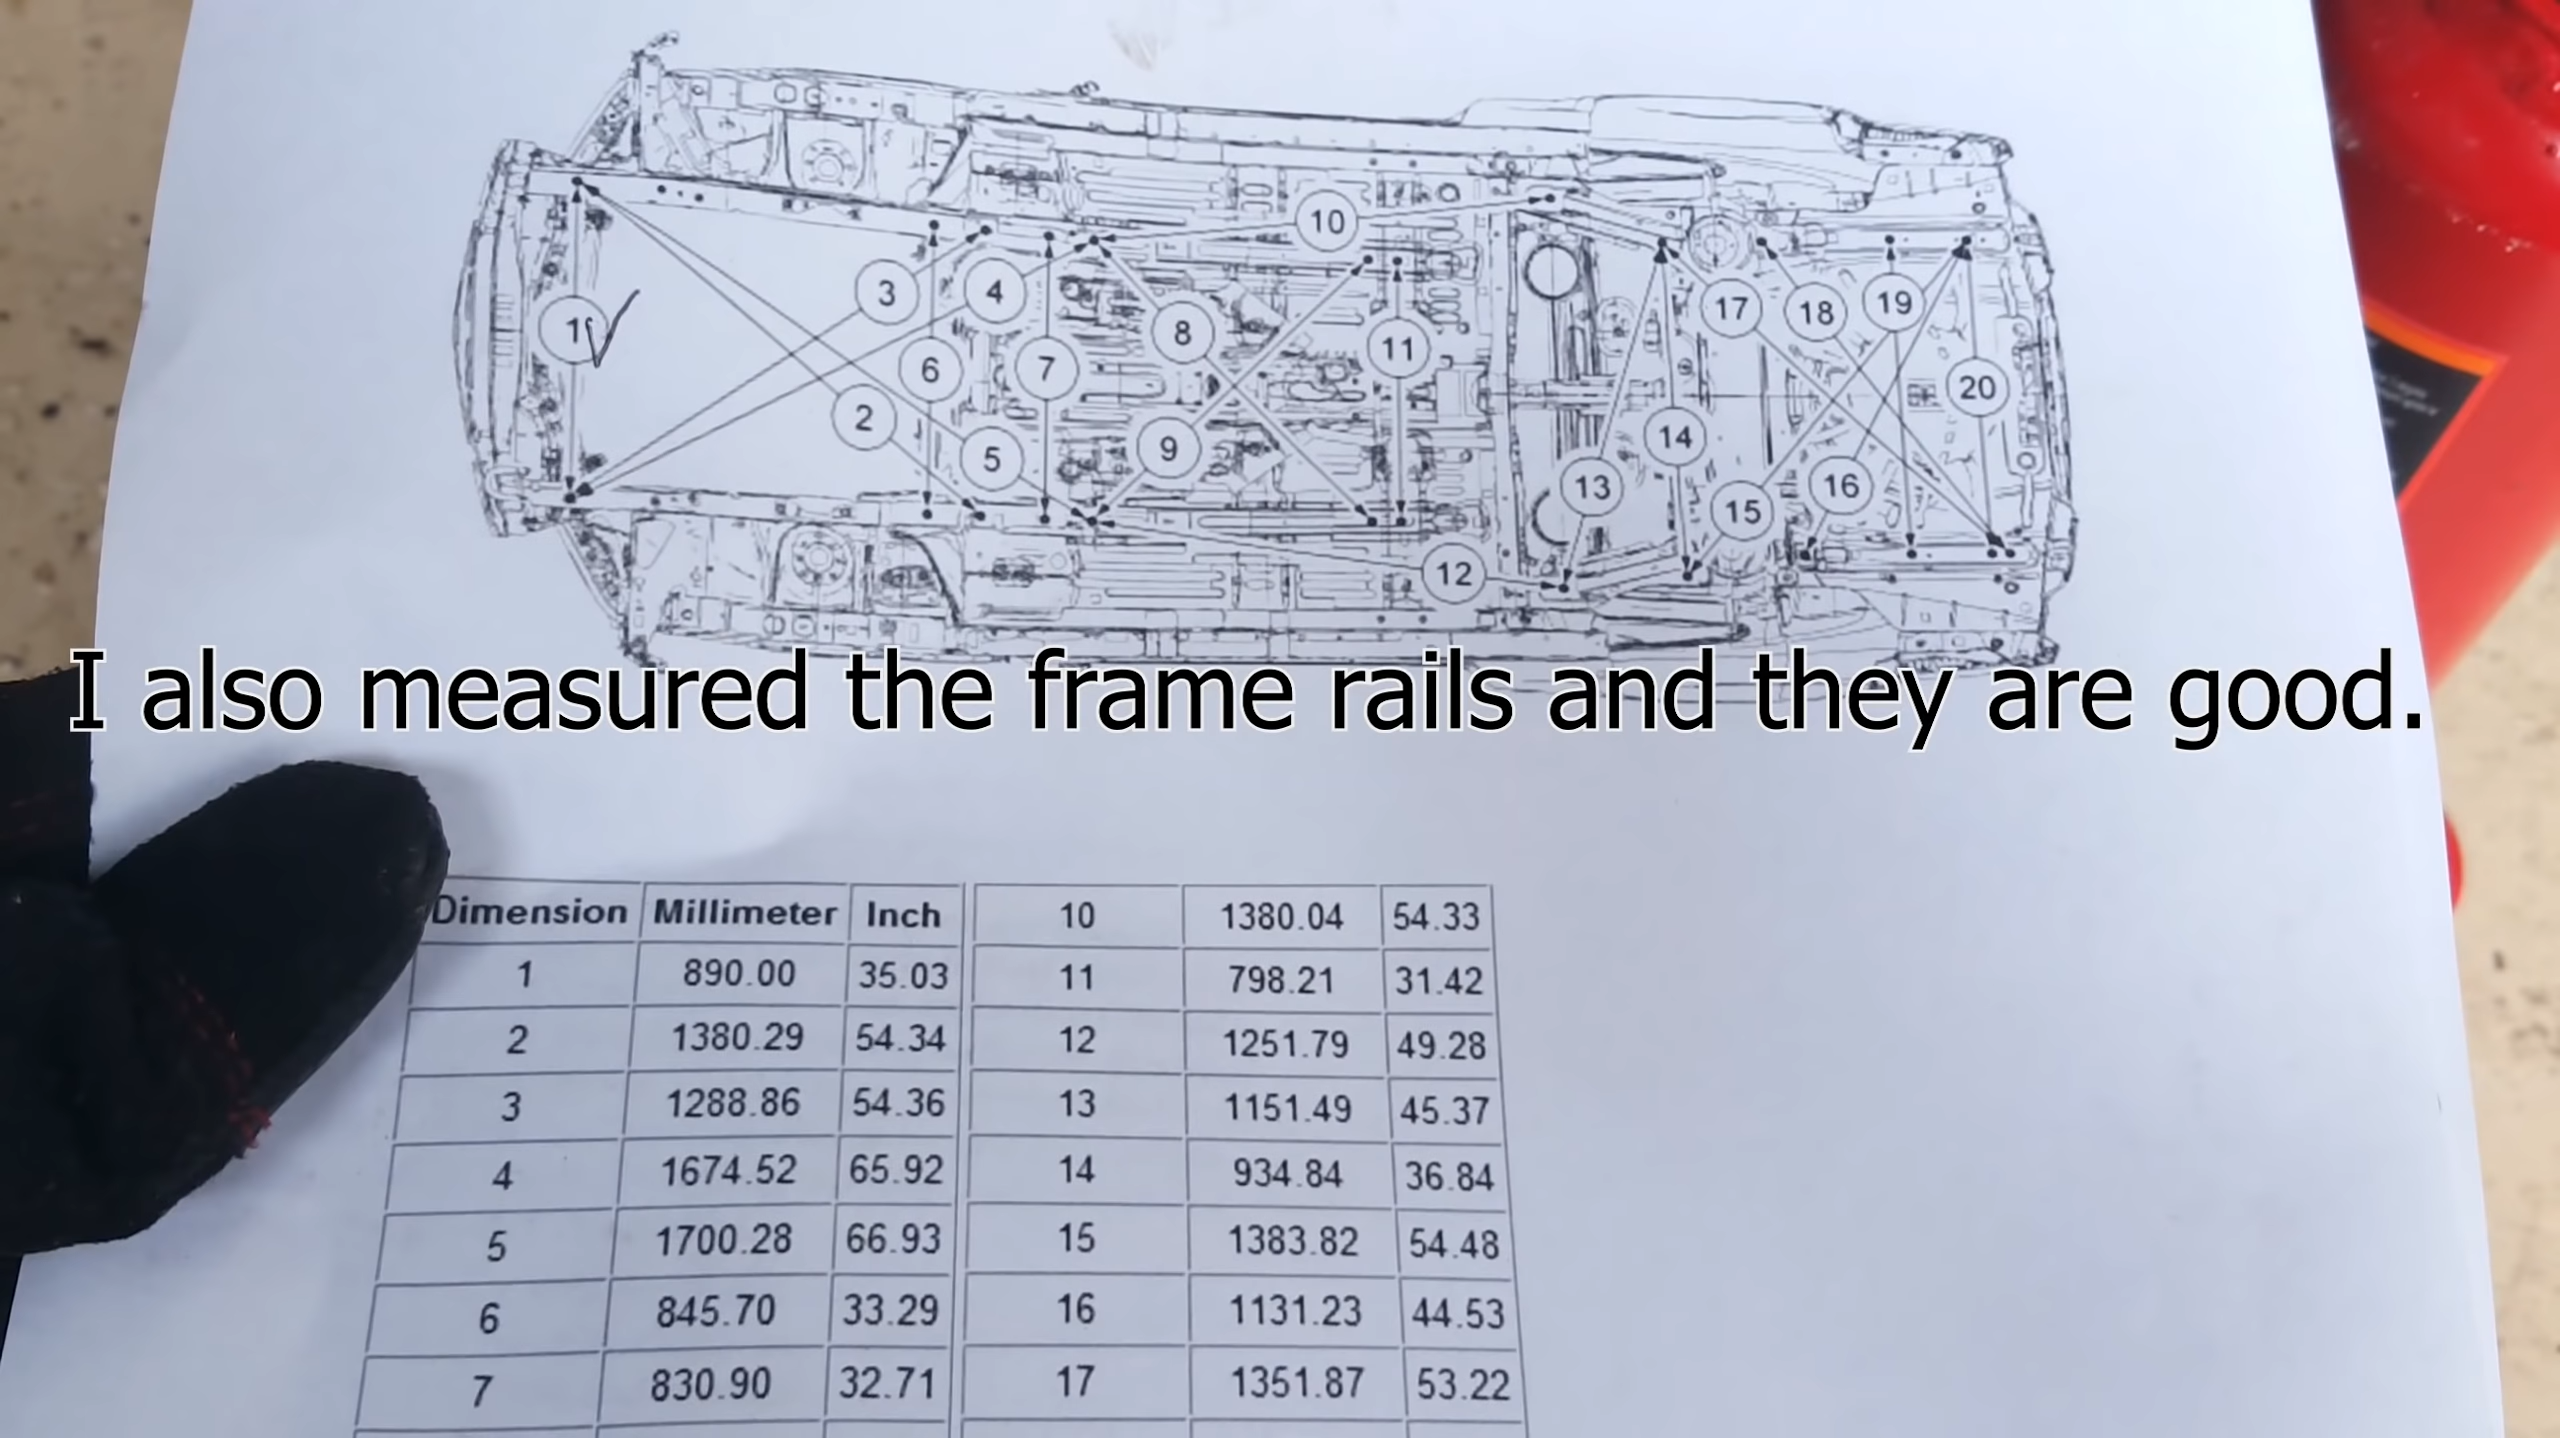 10
3
4
17
18
19
1
8
11
6
7
20
2
14
5
9
13
16
15
12
I also measured the frame rails and they are good.
Dimension Millimeter Inch 10 1380.04 54.33
1 890.00 35.03 11 798.21 31.42
2 1380.29 54.34 12 1251.79 49.28
3 1288.86 54.36 13 1151.49 45.37
4 1674.52 65.92 14 934.84 36.84
5 1700.28 66.93 15 1383.82 54.48
6 845.70 33.29 16 1131.23 44.53
7 830.90 32.71 17 1351.87 53.22